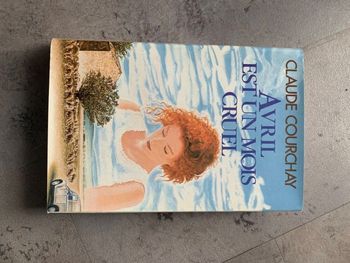 CLAUDE COURCHAY
AVRIL
EST UN MOIS
CRUEL